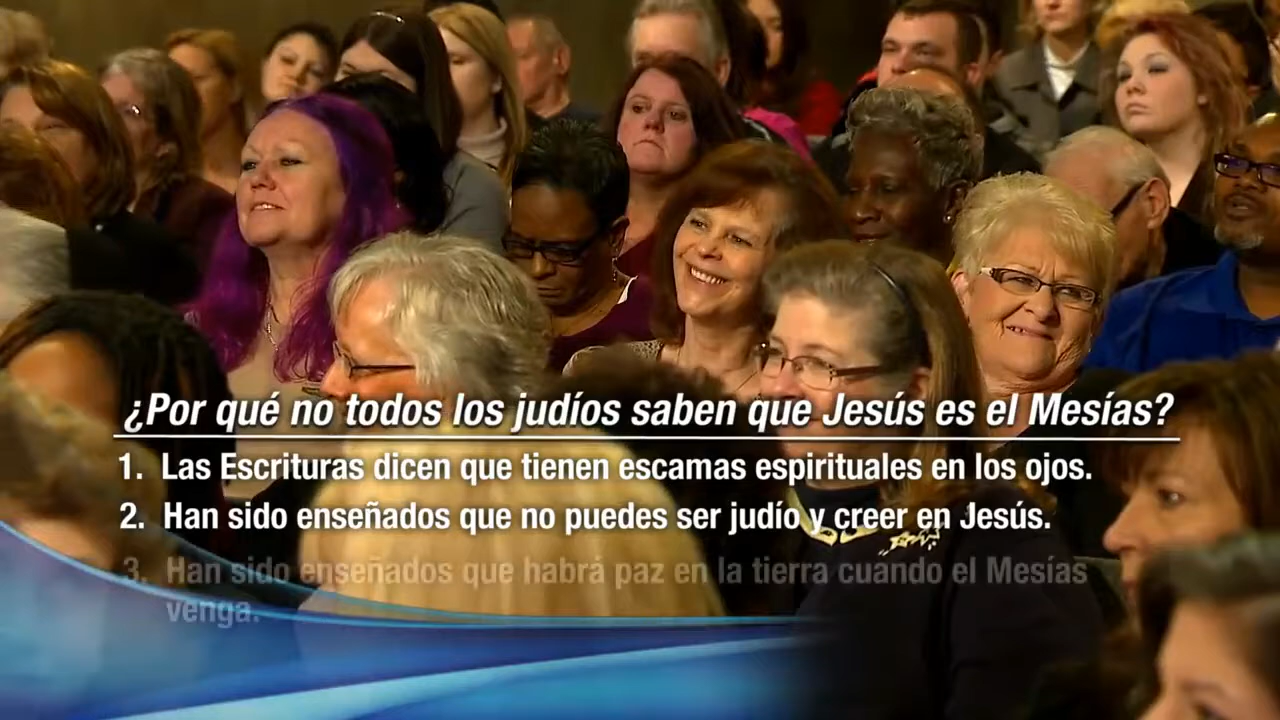 ¿Por qué no todos los judíos saben que Jesús es el Mesías?
1. Las Escrituras dicen que tienen escamas espirituales en los ojos.
2. Han sido enseñados que no puedes ser judío y creer en Jesús.
3. Han sido enseñados que habrá paz en la tierra cuando el Mesías
venga.